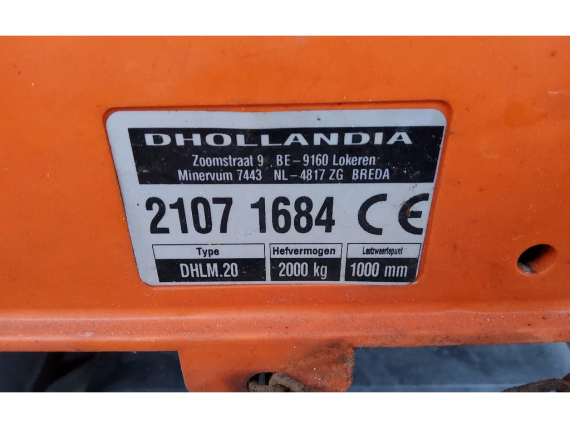 DHOLLANDIA
Zoomstraat 9 BE-9160 Lokeren
Minervum 7443 NL-4817 ZG BREDA
2107 1684 CE
Type Hefvermogen Lastzwaartepunt
DHLM.20 2000 kg 1000 mm